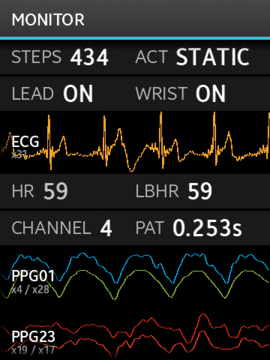 MONITOR
STEPS 434 ACT STATIC
LEAD ON WRIST ON
ECG
x31
HR 59 LBHR 59
CHANNEL 4 PAT 0.253s
PPG01
x4 / x28
PPG23
x19 / x17